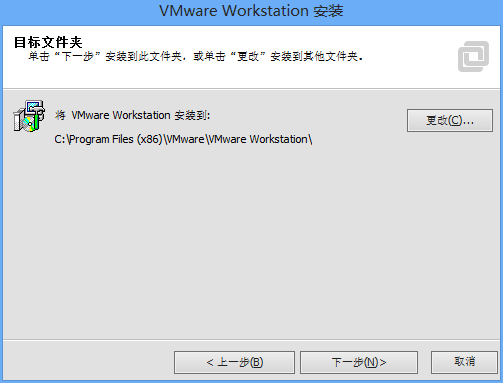 VMware Workstation 安装
目标文件夹
单击“下一步”安装到此文件夹，或单击“更改”安装到其他文件夹。
将 VMware Workstation 安装到:
C:\Program Files (x86)\VMware\VMware Workstation\
更改(C)...
< 上一步(B)
下一步(N)>
取消